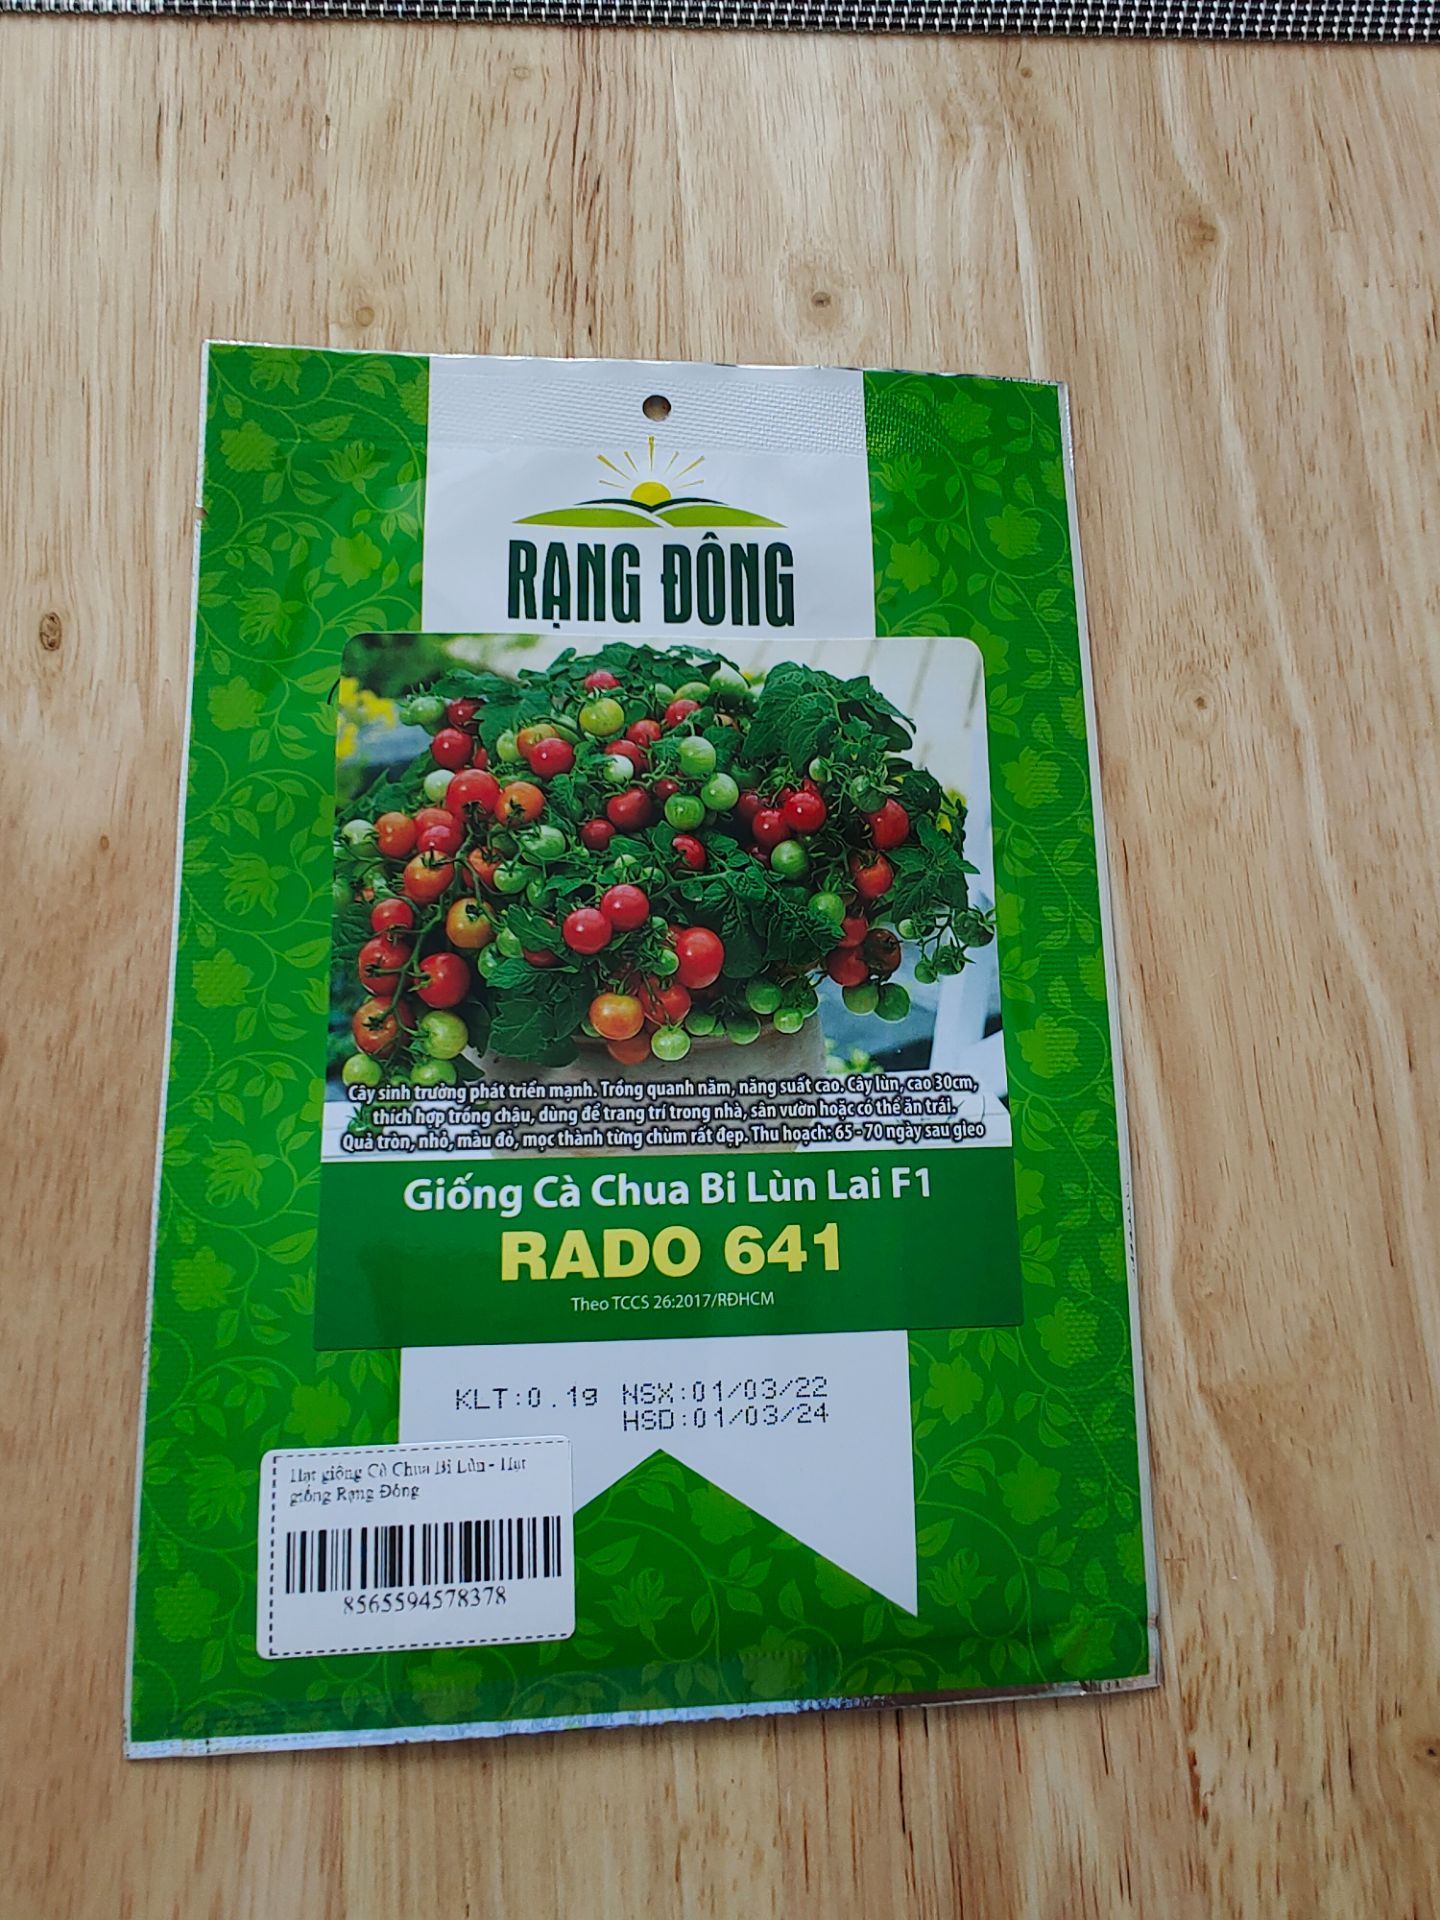 RẠNG ĐÔNG
Cây sinh trưởng phát triển mạnh. Trồng quanh năm, năng suất cao. Cây lùn, cao 30cm,
thích hợp trồng chậu, dùng để trang trí trong nhà, sân vườn hoặc có thể ăn trái.
Quả tròn, nhỏ, màu đỏ, mọc thành từng chùm rất đẹp. Thu hoạch: 65 - 70 ngày sau gieo
Giống Cà Chua Bi Lùn Lai F1
RADO 641
Theo TCCS 26:2017/RĐHCM
KLT:0.1g NSX:01/03/22
HSD:01/03/24
Hạt giống Cà Chua Bi Lùn - Hạt
giống Rạng Đông
8565594578378